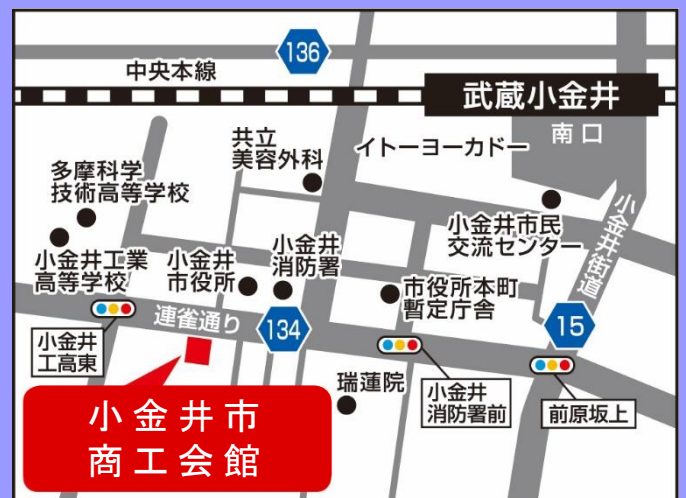 136
中央本線
武蔵小金井
南口
共立
美容外科
イトーヨーカドー
多摩科学
技術高等学校
小金井街道
小金井市民
交流センター
小金井工業
高等学校
小金井
市役所
小金井
消防署
市役所本町
暫定庁舎
連雀通り
134
15
小金井
工高東
瑞蓮院
小金井
消防署前
前原坂上
小金井市
商工会館